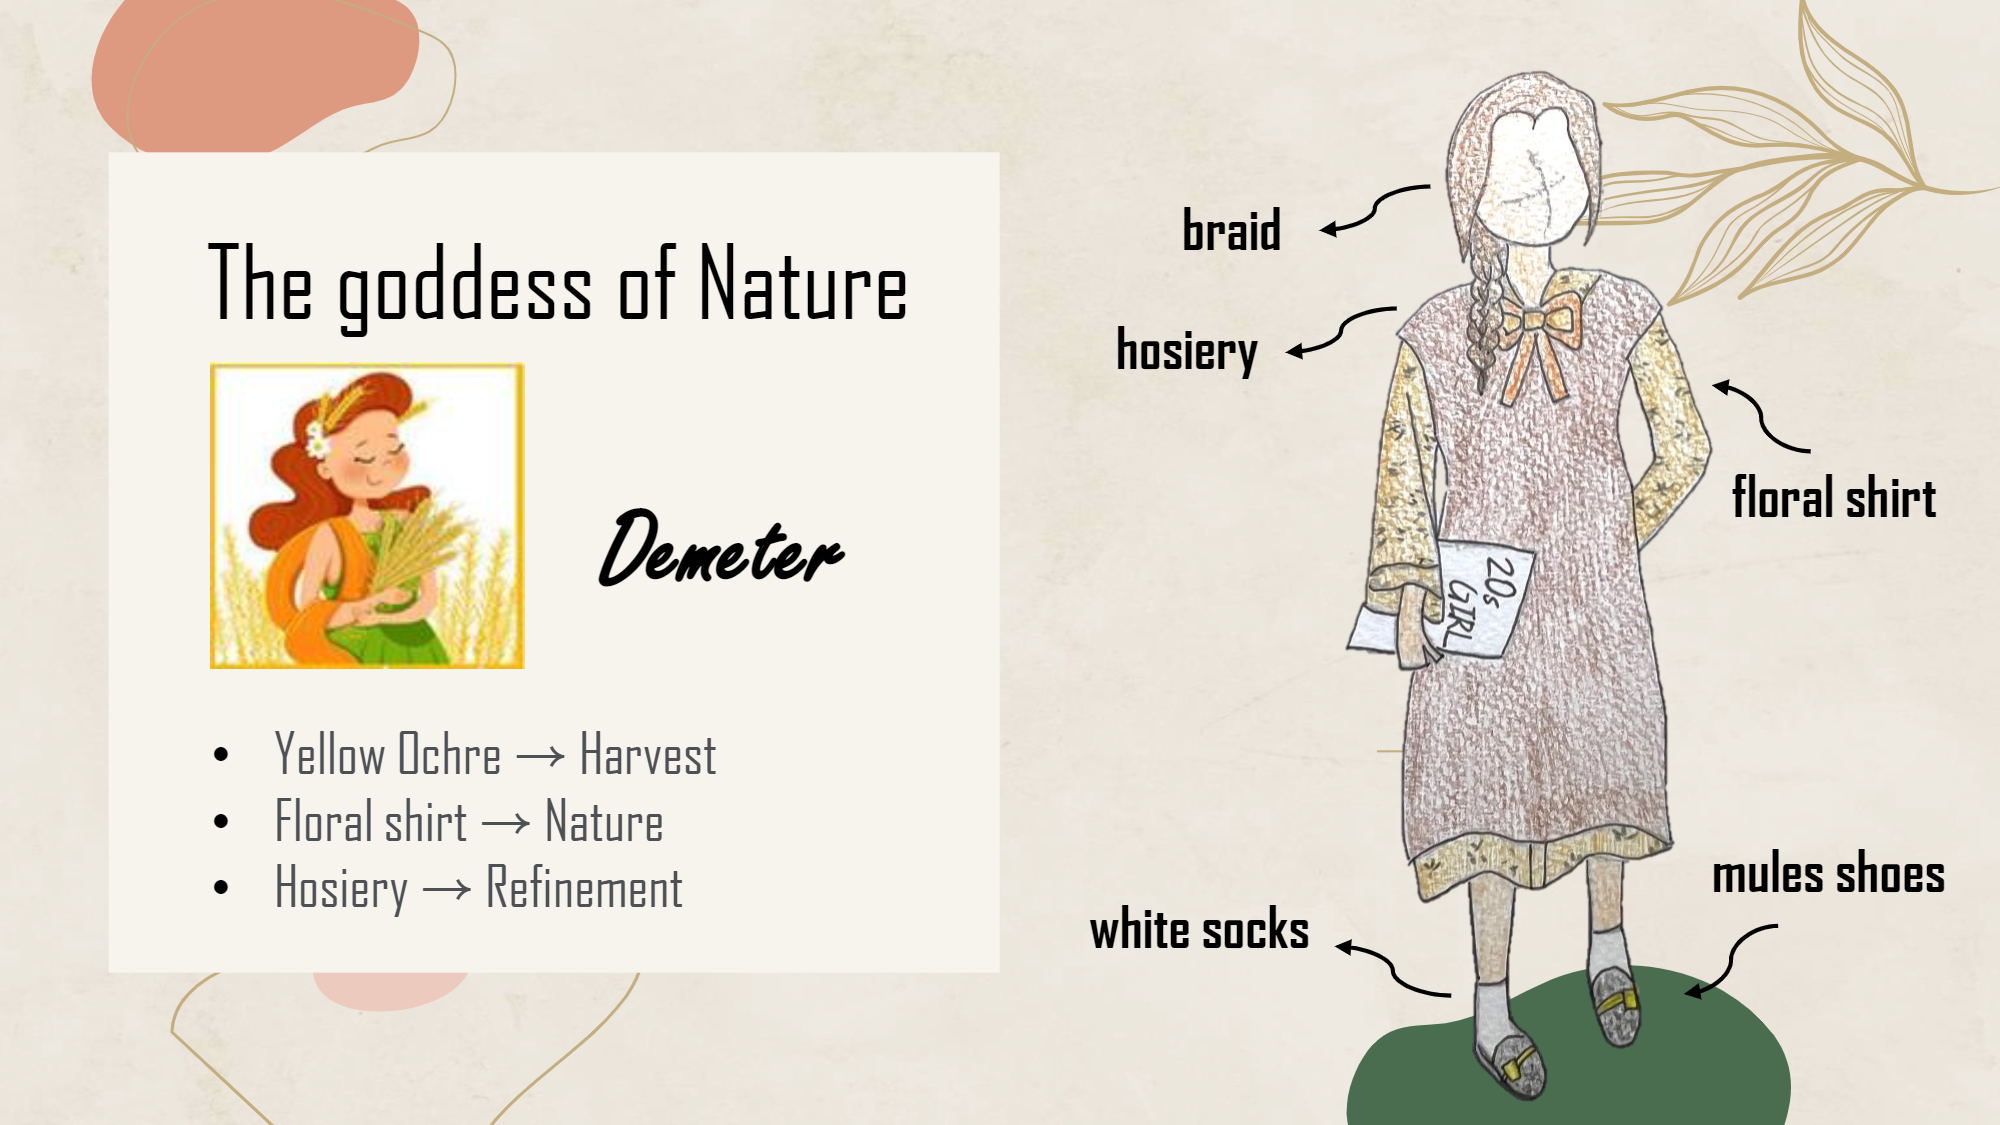 The goddess of Nature
Demeter
• Yellow Ochre → Harvest
• Floral shirt → Nature
• Hosiery → Refinement
braid
hosiery
floral shirt
20s
GIRL
mules shoes
white socks